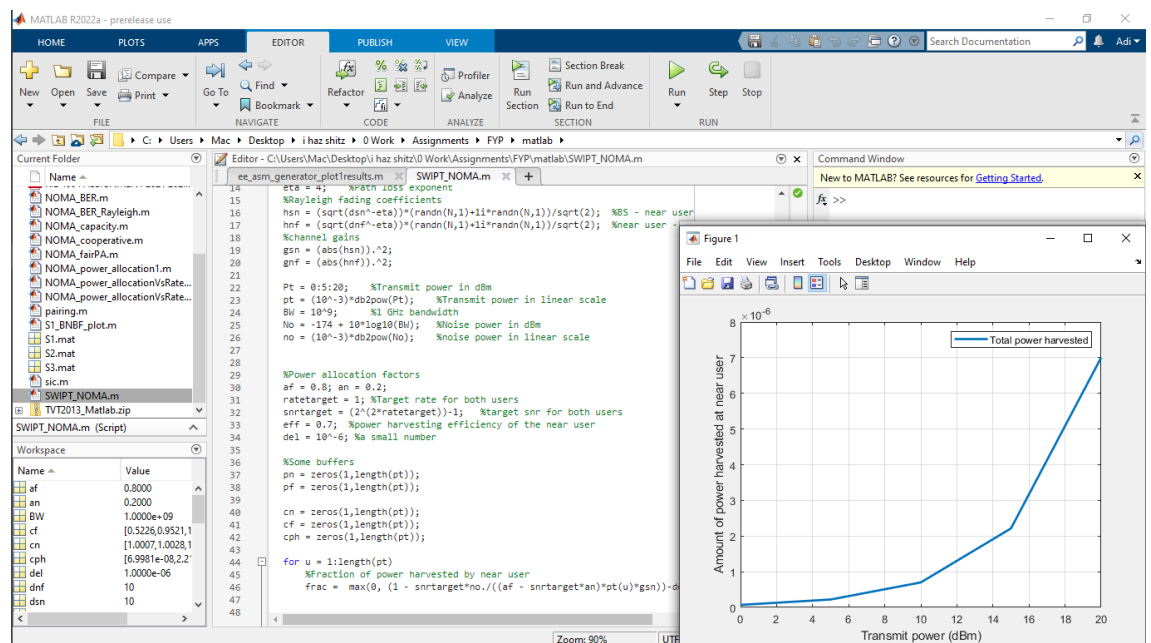 MATLAB R2022a - prerelease use
HOME PLOTS APPS EDITOR PUBLISH VIEW
Search Documentation
Adi
New Open Save Compare Print
FILE
Go To Find Bookmark
NAVIGATE
Refactor
CODE
Profiler Analyze
ANALYZE
Run Section Section Break Run and Advance Run to End
SECTION
Run Step Stop
RUN
C: Users Mac Desktop i haz shitz 0 Work Assignments FYP matlab
Current Folder
Name
NOMA_BER.m
NOMA_BER_Rayleigh.m
NOMA_capacity.m
NOMA_cooperative.m
NOMA_fairPA.m
NOMA_power_allocation1.m
NOMA_power_allocationVsRate...
NOMA_power_allocationVsRate...
pairing.m
S1_BNBF_plot.m
S1.mat
S2.mat
S3.mat
sic.m
SWIPT_NOMA.m
TVT2013_Matlab.zip
SWIPT_NOMA.m (Script)
Workspace
Name Value
af 0.8000
an 0.2000
BW 1.0000e+09
cf [0.5226,0.9521,1
cn [1.0007,1.0028,1
cph [6.9981e-08,2.2
del 1.0000e-06
dnf 10
dsn 10
Editor - C:\Users\Mac\Desktop\i haz shitz\0 Work\Assignments\FYP\matlab\SWIPT_NOMA.m
ee_asm_generator_plot1results.m SWIPT_NOMA.m
14 eta = 4; %Path loss exponent
15 %Rayleigh fading coefficients
16 hsn = (sqrt(dsn^-eta))*(randn(N,1)+1i*randn(N,1))/sqrt(2); %BS - near user
17 hnf = (sqrt(dnf^-eta))*(randn(N,1)+1i*randn(N,1))/sqrt(2); %near user -
18 %channel gains
19 gsn = (abs(hsn)).^2;
20 gnf = (abs(hnf)).^2;
21
22 Pt = 0:5:20; %Transmit power in dBm
23 pt = (10^-3)*db2pow(Pt); %Transmit power in linear scale
24 BW = 10^9; %1 GHz bandwidth
25 No = -174 + 10*log10(BW); %Noise power in dBm
26 no = (10^-3)*db2pow(No); %noise power in linear scale
27
28
29 %Power allocation factors
30 af = 0.8; an = 0.2;
31 ratetarget = 1; %Target rate for both users
32 snrtarget = (2^(2*ratetarget))-1; %target snr for both users
33 eff = 0.7; %power harvesting efficiency of the near user
34 del = 10^-6; %a small number
35
36 %Some buffers
37 pn = zeros(1,length(pt));
38 pf = zeros(1,length(pt));
39
40 cn = zeros(1,length(pt));
41 cf = zeros(1,length(pt));
42 cph = zeros(1,length(pt));
43
44 for u = 1:length(pt)
45 %Fraction of power harvested by near user
46 frac = max(0, (1 - snrtarget*no./((af - snrtarget*an)*pt(u)*gsn))-de
47
48
Zoom: 90% UTF
Command Window
New to MATLAB? See resources for Getting Started.
fx >>
Figure 1
File Edit View Insert Tools Desktop Window Help
×10-6
Total power harvested
8
7
6
5
4
3
2
1
0
Amount of power harvested at near user
0 2 4 6 8 10 12 14 16 18 20
Transmit power (dBm)